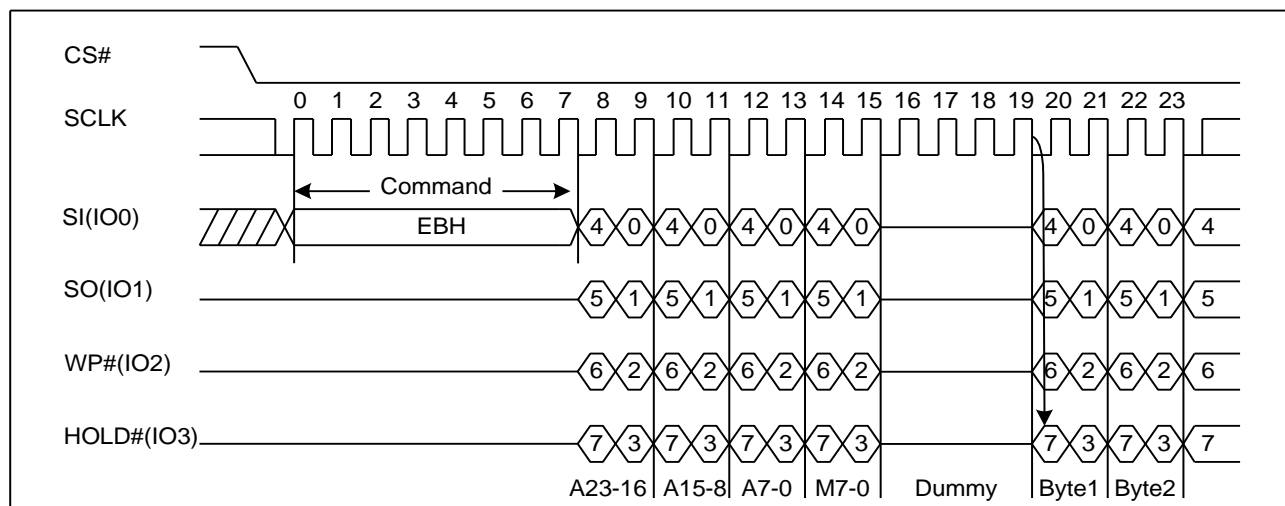 CS#
0 1 2 3 4 5 6 7 8 9 10 11 12 13 14 15 16 17 18 19 20 21 22 23
SCLK
Command
SI(IO0) EBH 4 0 4 0 4 0 4 0 4 0 4 0 4
SO(IO1) 5 1 5 1 5 1 5 1 5 1 5 1 5
WP#(IO2) 6 2 6 2 6 2 6 2 6 2 6 2 6
HOLD#(IO3) 7 3 7 3 7 3 7 3 7 3 7 3 7
A23-16 A15-8 A7-0 M7-0 Dummy Byte1 Byte2